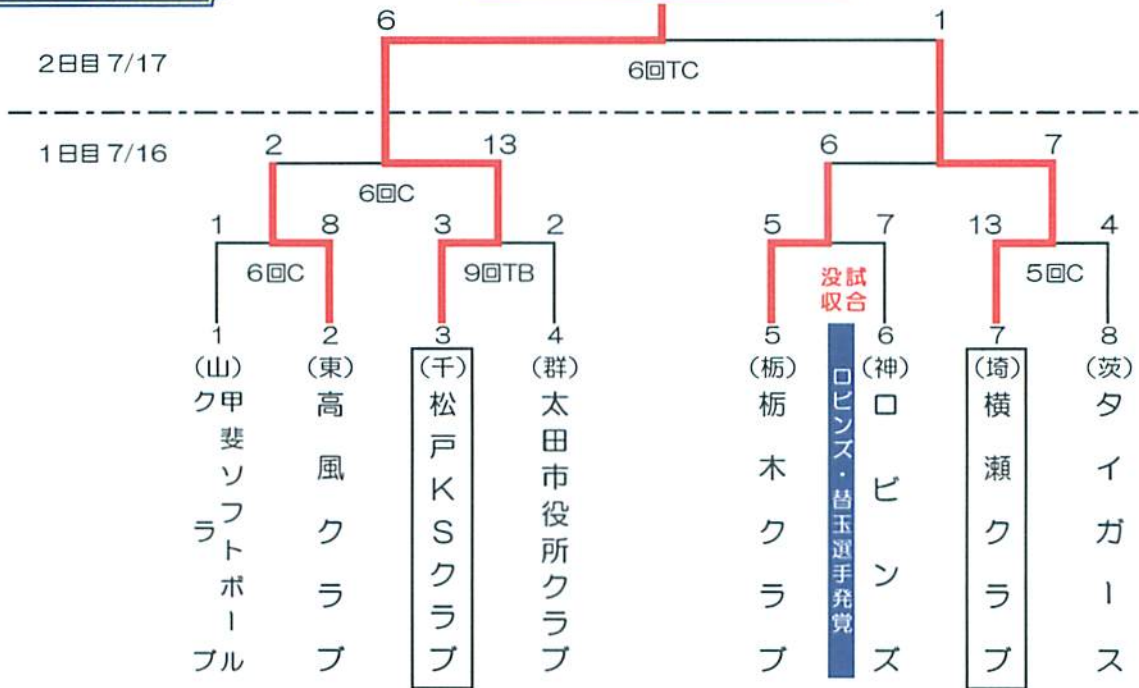 6
1
2日目 7/17
6回TC
1日目 7/16
2
13
6
7
6回C
1
8
3
2
5
7
13
4
6回C
9回TB
没収
試合
5回C
1
2
3
4
5
6
7
8
(山)
(東)
(千)
(群)
(栃)
(神)
(埼)
(茨)
甲斐ソフトボール
クラブ
高風クラブ
松戸KSクラブ
太田市役所クラブ
栃木クラブ
ロビンズ・替玉選手発覚
ロビンズ
横瀬クラブ
タイガース